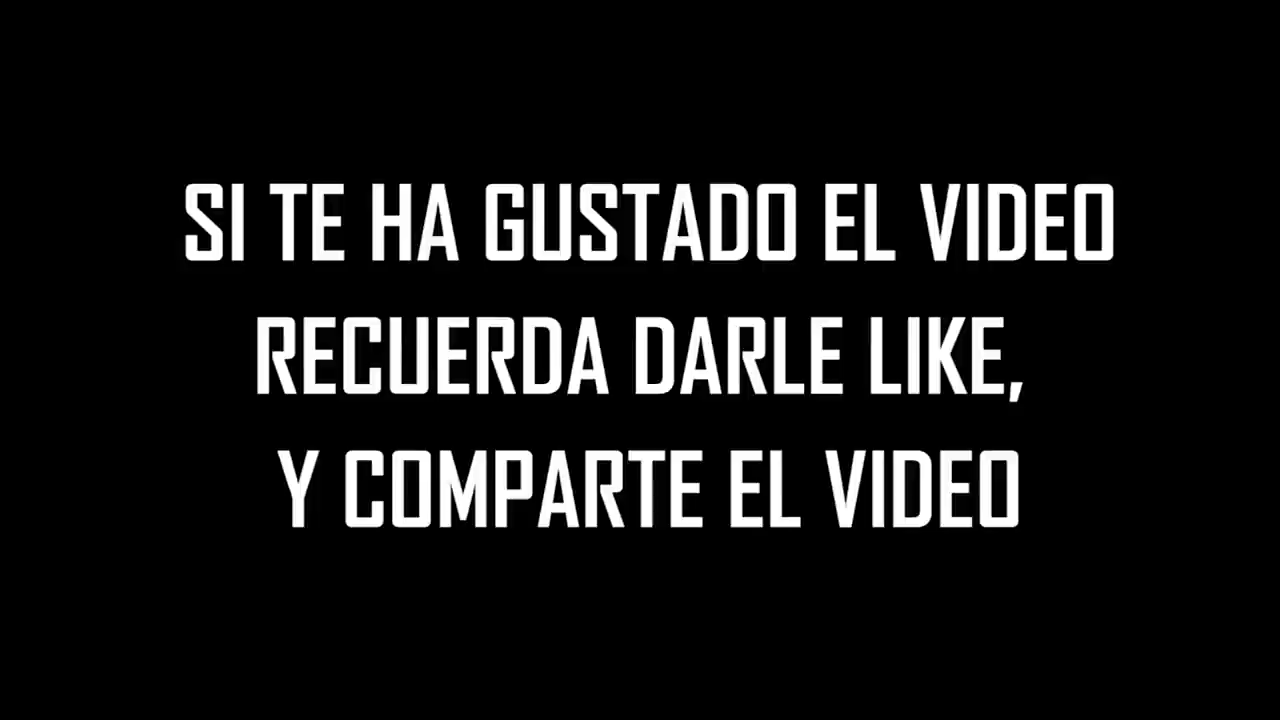 SI TE HA GUSTADO EL VIDEO
RECUERDA DARLE LIKE,
Y COMPARTE EL VIDEO